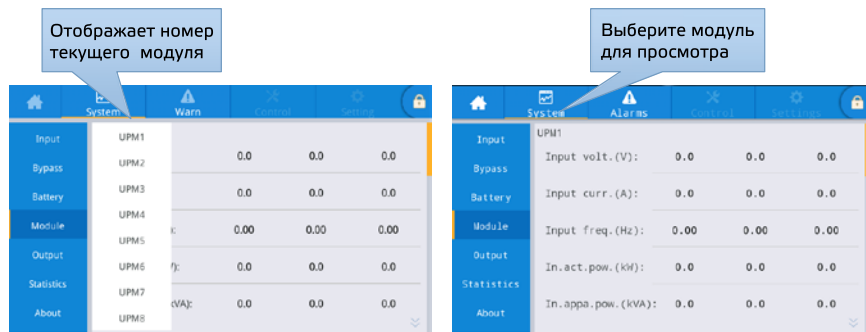 Отображает номер
текущего модуля
Выберите модуль
для просмотра
System Warn Control Setting
Input
Bypass
Battery
Module
Output
Statistics
About
UPM1
UPM2
UPM3
UPM4
UPM5
UPM6
UPM7
UPM8
0.0 0.0 0.0
0.0 0.0 0.0
: 0.00 0.00 0.00
): 0.0 0.0 0.0
(kVA): 0.0 0.0 0.0
System Alarms Control Settings
Input
Bypass
Battery
Module
Output
Statistics
About
UPM1
Input volt.(V): 0.0 0.0 0.0
Input curr.(A): 0.0 0.0 0.0
Input freq.(Hz): 0.00 0.00 0.00
In.act.pow.(kW): 0.0 0.0 0.0
In.appa.pow.(kVA): 0.0 0.0 0.0